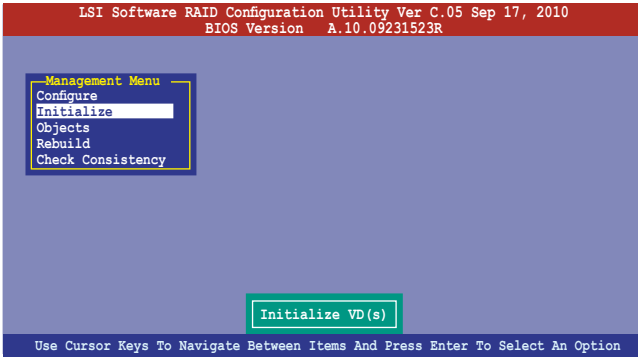 LSI Software RAID Configuration Utility Ver C.05 Sep 17, 2010
BIOS Version A.10.09231523R
Management Menu
Configure
Initialize
Objects
Rebuild
Check Consistency
Initialize VD(s)
Use Cursor Keys To Navigate Between Items And Press Enter To Select An Option